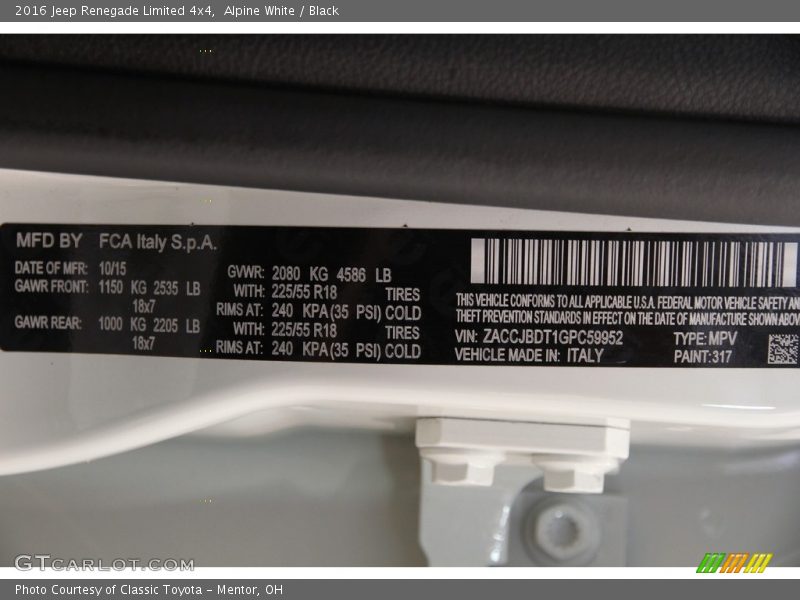 2016 Jeep Renegade Limited 4x4,  Alpine White / Black
MFD BY FCA Italy S.p.A.
DATE OF MFR: 10/15
GAWR FRONT: 1150 KG 2535 LB
18x7
GAWR REAR: 1000 KG 2205 LB
18x7
GVWR: 2080 KG 4586 LB
WITH: 225/55 R18 TIRES
RIMS AT: 240 KPA(35 PSI) COLD
WITH: 225/55 R18 TIRES
RIMS AT: 240 KPA(35 PSI) COLD
THIS VEHICLE CONFORMS TO ALL APPLICABLE U.S.A. FEDERAL MOTOR VEHICLE SAFETY AN
THEFT PREVENTION STANDARDS IN EFFECT ON THE DATE OF MANUFACTURE SHOWN ABOV
VIN: ZACCJBDT1GPC59952 TYPE: MPV
VEHICLE MADE IN: ITALY PAINT: 317
GTCARLOT.COM
Photo Courtesy of Classic Toyota - Mentor, OH